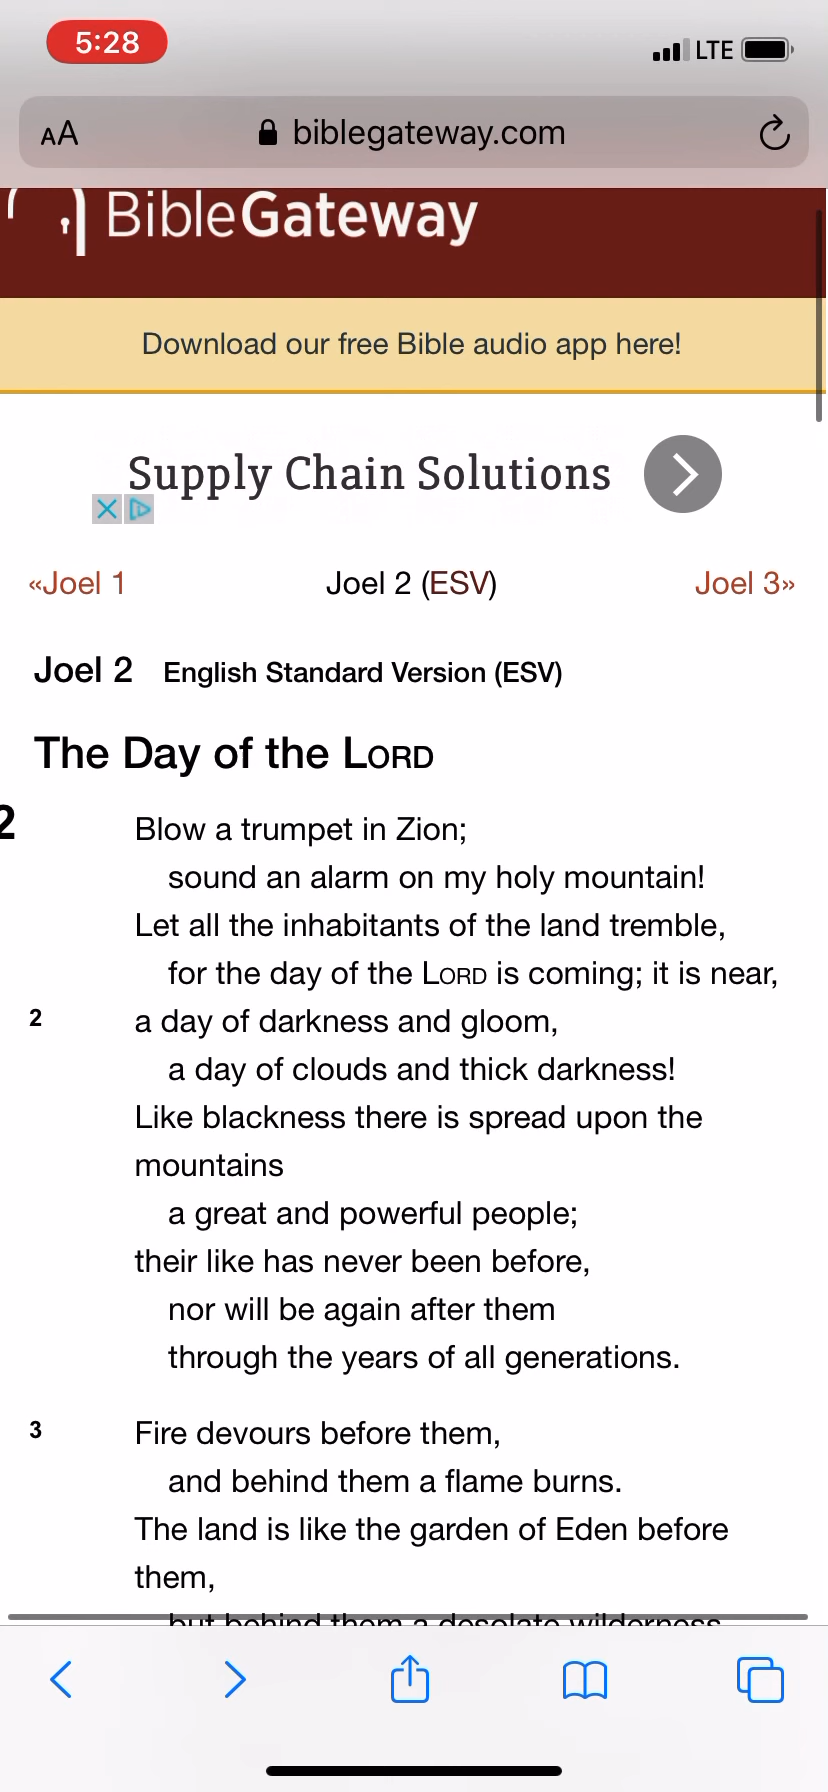 5:28
LTE
AA
biblegateway.com
BibleGateway
Download our free Bible audio app here!
Supply Chain Solutions
«Joel 1
Joel 2 (ESV)
Joel 3»
Joel 2 English Standard Version (ESV)
The Day of the LORD
2 Blow a trumpet in Zion;
sound an alarm on my holy mountain!
Let all the inhabitants of the land tremble,
for the day of the LORD is coming; it is near,
2 a day of darkness and gloom,
a day of clouds and thick darkness!
Like blackness there is spread upon the
mountains
a great and powerful people;
their like has never been before,
nor will be again after them
through the years of all generations.
3 Fire devours before them,
and behind them a flame burns.
The land is like the garden of Eden before
them,
but behind them a desolate wilderness